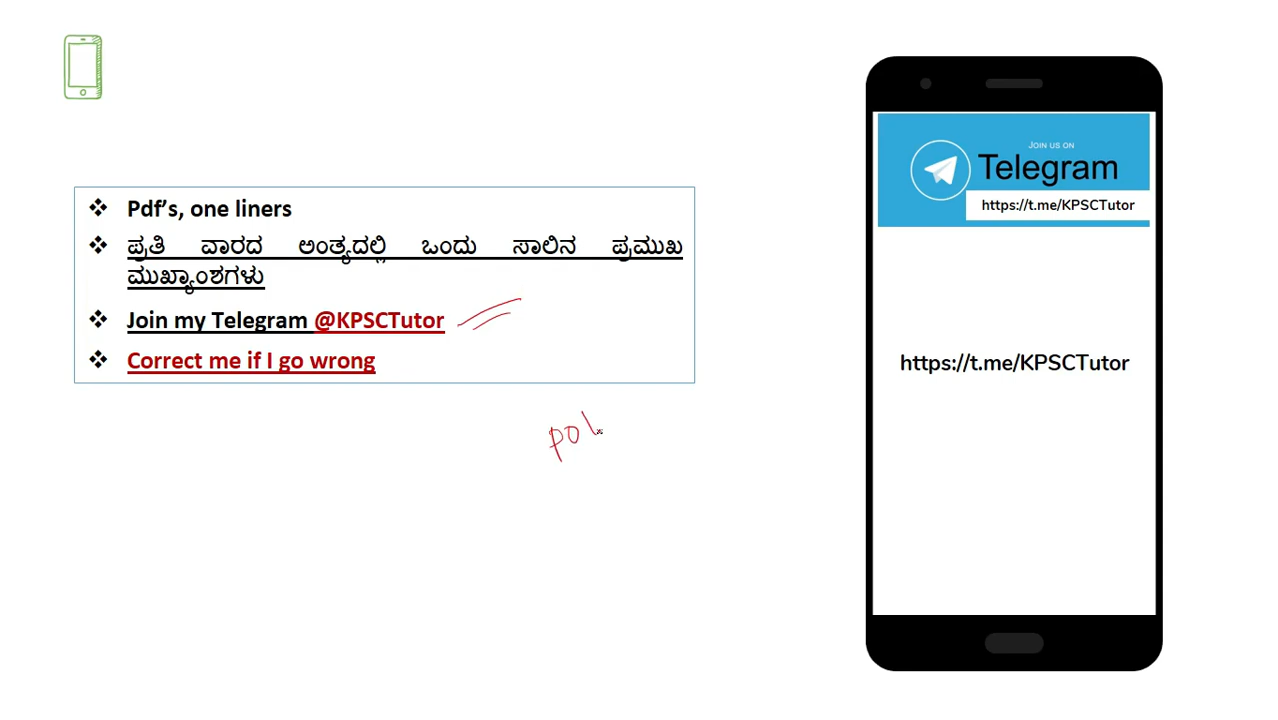 Pdf’s, one liners
ಪ್ರತಿ ವಾರದ ಅಂತ್ಯದಲ್ಲಿ ಒಂದು ಸಾಲಿನ ಪ್ರಮುಖ
ಮುಖ್ಯಾಂಶಗಳು
Join my Telegram @KPSCTutor
Correct me if I go wrong
pol
JOIN US ON
Telegram
https://t.me/KPSCTutor
https://t.me/KPSCTutor